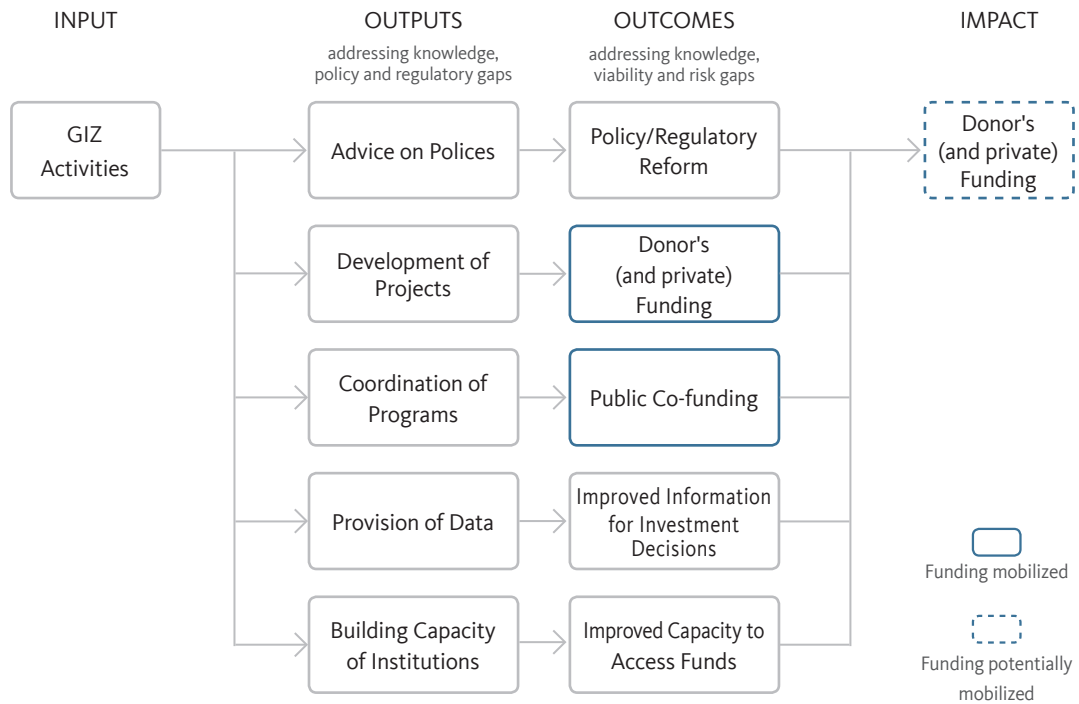 INPUT
OUTPUTS
OUTCOMES
IMPACT
addressing knowledge,
policy and regulatory gaps
addressing knowledge,
viability and risk gaps
GIZ
Activities
Advice on Polices
Policy/Regulatory
Reform
Donor's
(and private)
Funding
Development of
Projects
Donor's
(and private)
Funding
Coordination of
Programs
Public Co-funding
Provision of Data
Improved Information
for Investment
Decisions
Building Capacity
of Institutions
Improved Capacity to
Access Funds
Funding mobilized
Funding potentially
mobilized